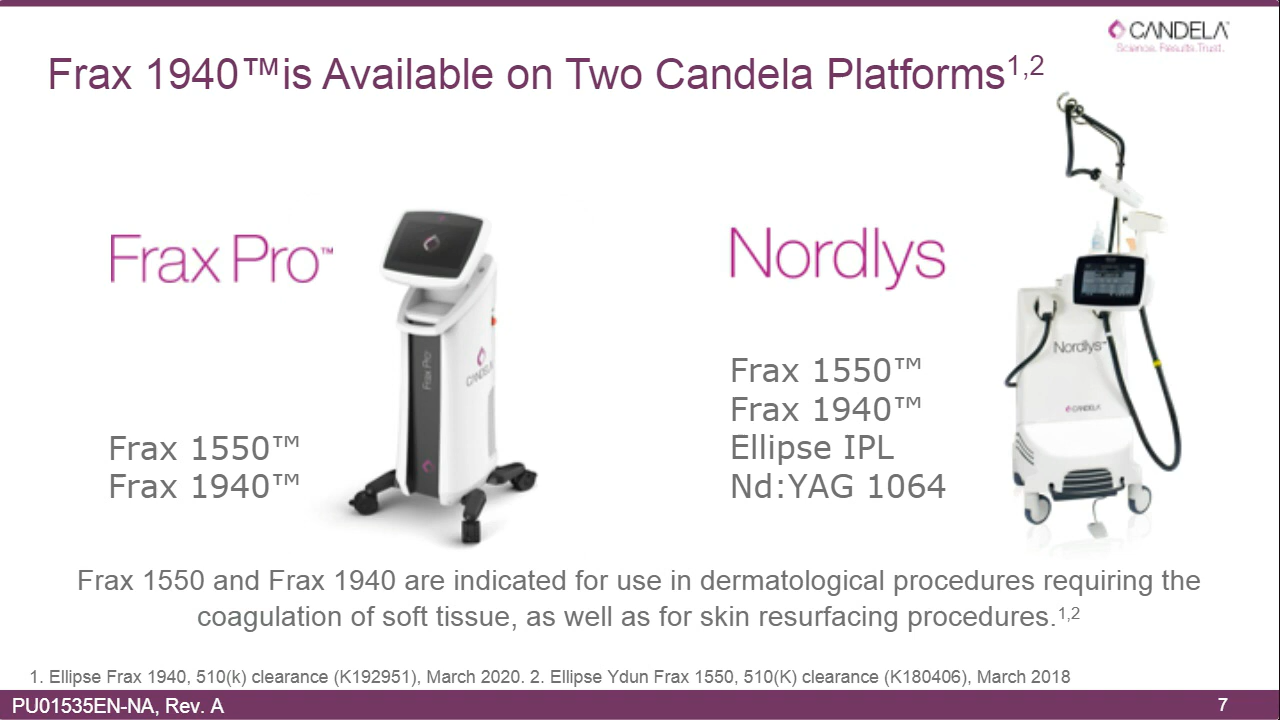 CANDELA™
Science. Results. Trust.
Frax 1940™is Available on Two Candela Platforms1,2
Frax Pro™
Frax 1550™
Frax 1940™
Frax Pro
CANDELA
Nordlys
Frax 1550™
Frax 1940™
Ellipse IPL
Nd:YAG 1064
Nordlys™
CANDELA
Frax 1550 and Frax 1940 are indicated for use in dermatological procedures requiring the
coagulation of soft tissue, as well as for skin resurfacing procedures.1,2
1. Ellipse Frax 1940, 510(k) clearance (K192951), March 2020. 2. Ellipse Ydun Frax 1550, 510(K) clearance (K180406), March 2018
PU01535EN-NA, Rev. A
7